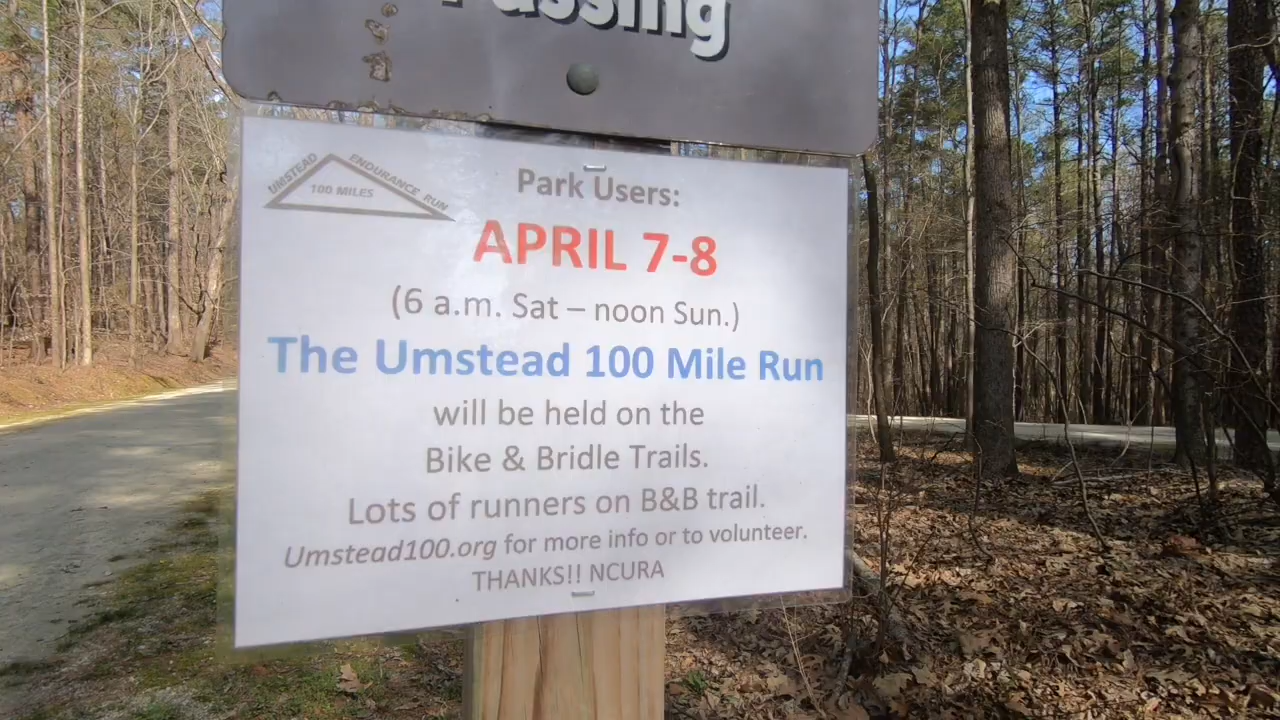 Passing
UMSTEAD ENDURANCE RUN
100 MILES
Park Users:
APRIL 7-8
(6 a.m. Sat – noon Sun.)
The Umstead 100 Mile Run
will be held on the
Bike & Bridle Trails.
Lots of runners on B&B trail.
Umstead100.org for more info or to volunteer.
THANKS!! NCURA